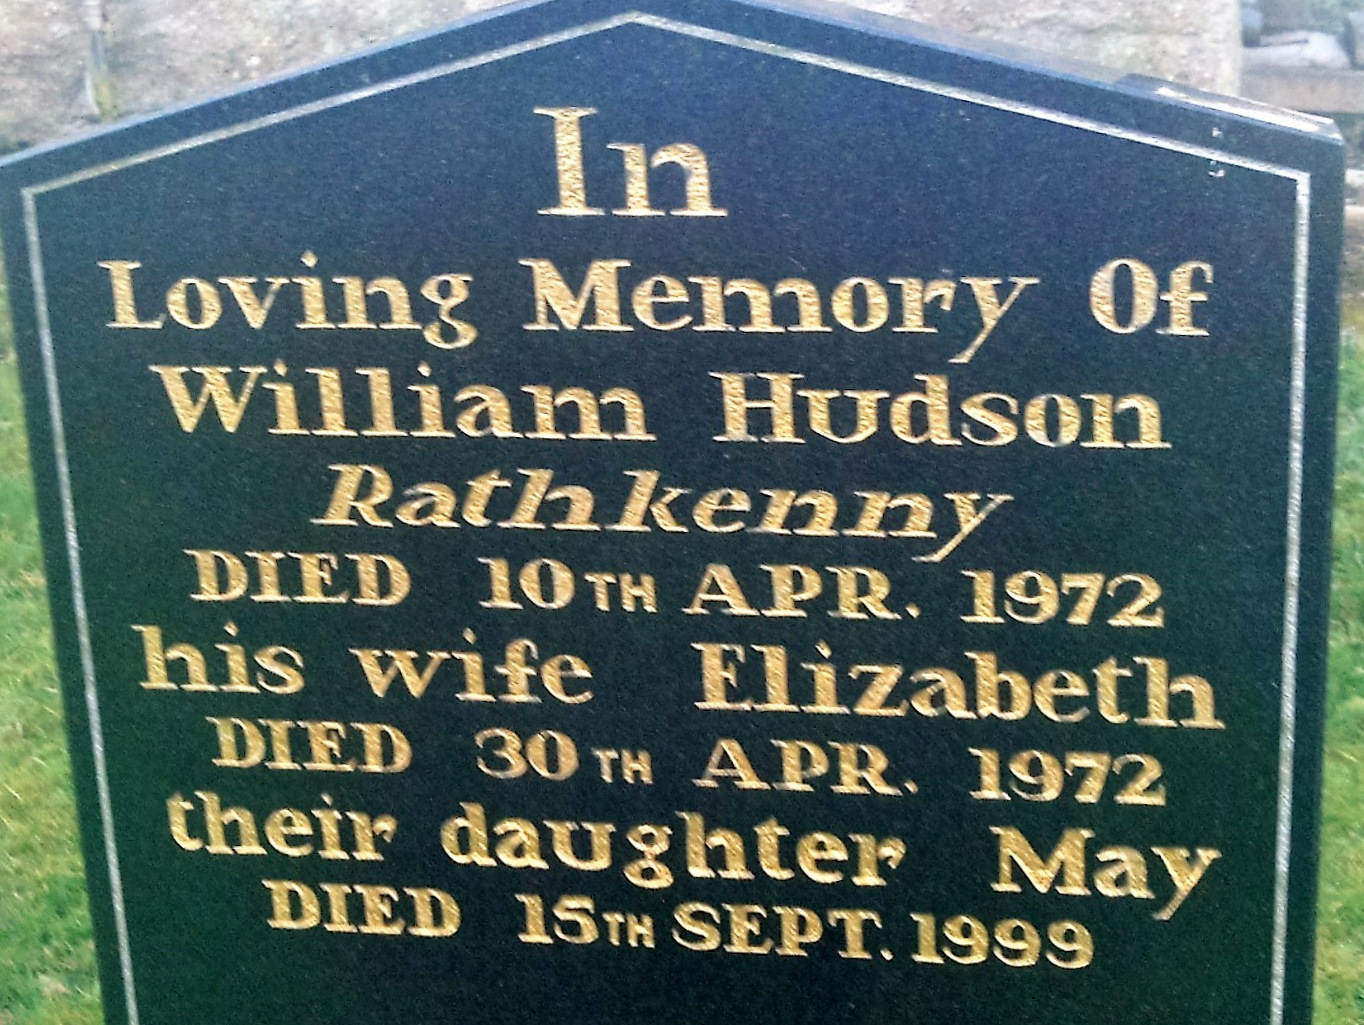 In
Loving Memory Of
William Hudson
Rathkenny
DIED 10TH APR. 1972
his wife Elizabeth
DIED 30TH APR. 1972
their daughter May
DIED 15TH SEPT. 1999